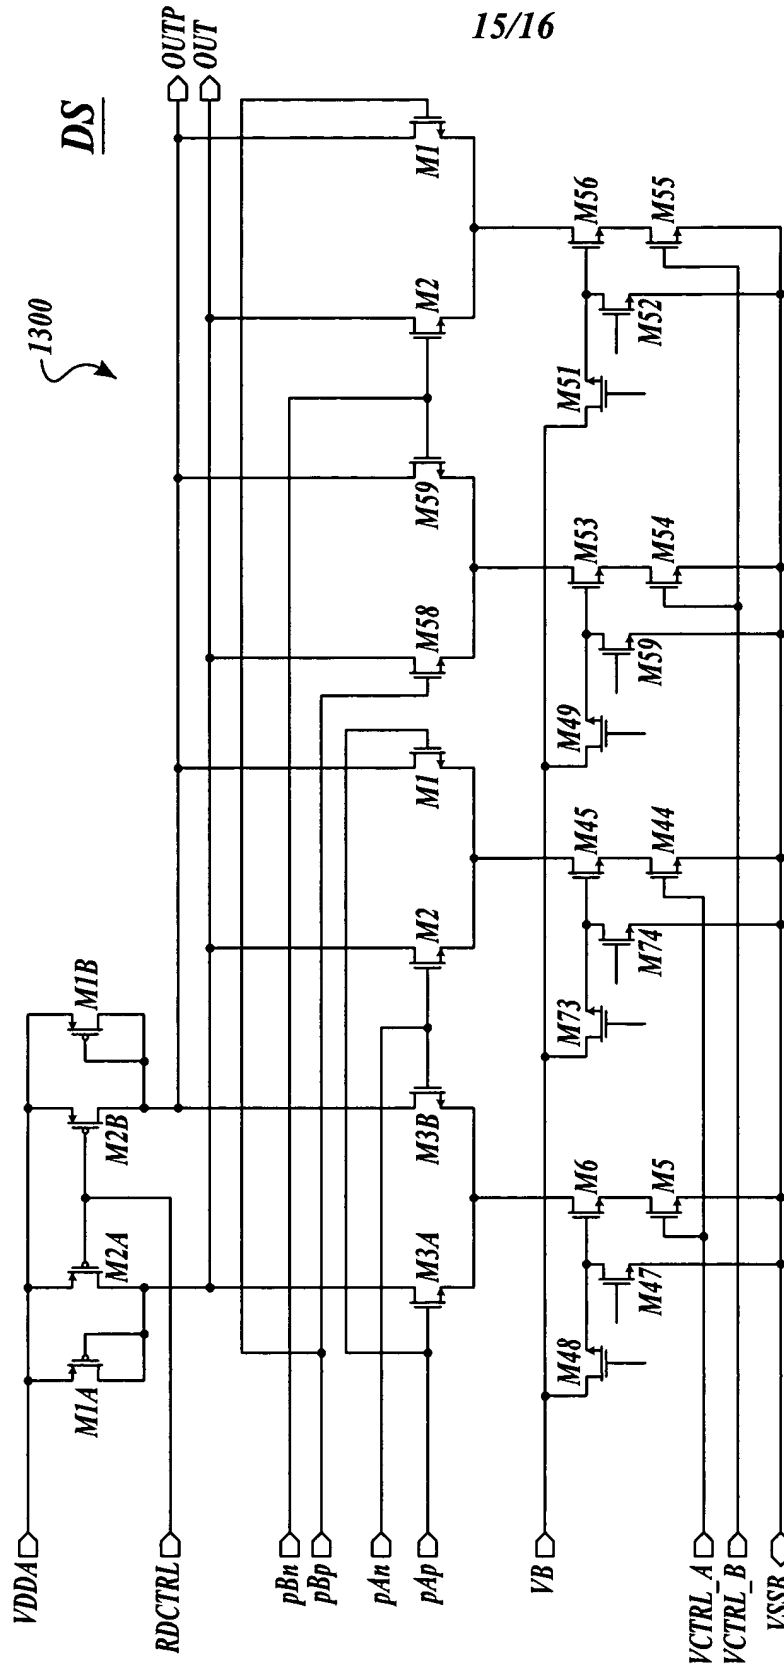 15/16
DS
1300
OUTP
OUT
VDDA
RDCTRL
pBn
pBp
pAn
pAp
VB
VCTRL_A
VCTRL_B
VSSB
M1A
M2A
M2B
M1B
M3A
M3B
M2
M1
M58
M59
M2
M1
M48
M47
M6
M5
M73
M74
M45
M44
M49
M59
M53
M54
M51
M52
M56
M55